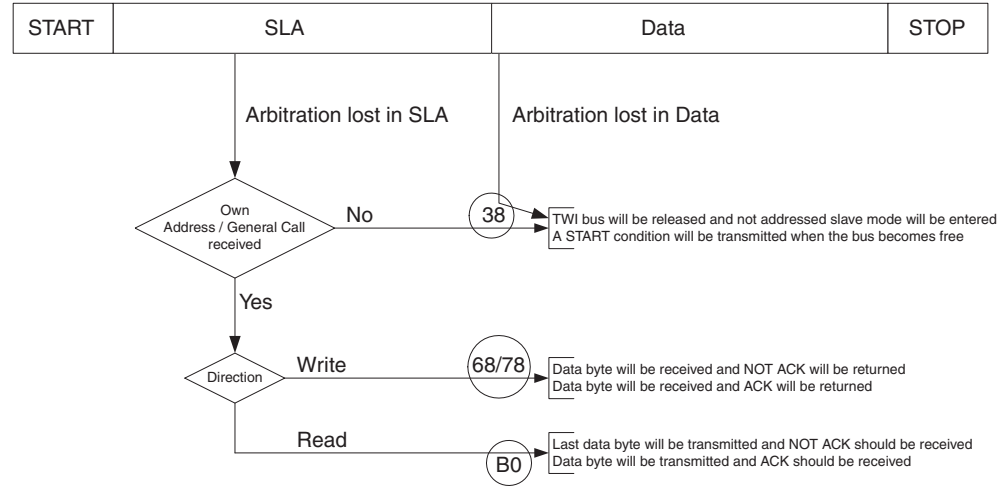 START SLA Data STOP
Arbitration lost in SLA Arbitration lost in Data
Own
Address / General Call
received
No
38
TWI bus will be released and not addressed slave mode will be entered
A START condition will be transmitted when the bus becomes free
Yes
Direction
Write
68/78
Data byte will be received and NOT ACK will be returned
Data byte will be received and ACK will be returned
Read
B0
Last data byte will be transmitted and NOT ACK should be received
Data byte will be transmitted and ACK should be received